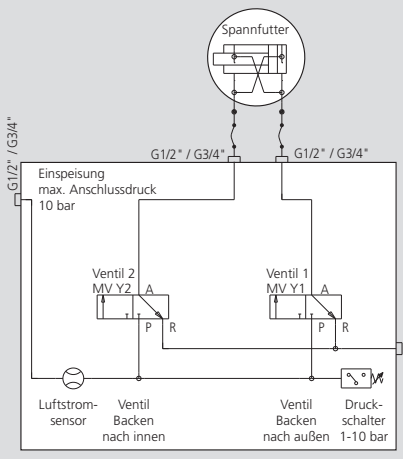 Spannfutter
G1/2" / G3/4"
G1/2" / G3/4"
G1/2" / G3/4"
Einspeisung
max. Anschlussdruck
10 bar
Ventil 2
MV Y2
A
P
R
Ventil 1
MV Y1
A
P
R
Luftstrom-
sensor
Ventil
Backen
nach innen
Ventil
Backen
nach außen
Druck-
schalter
1-10 bar